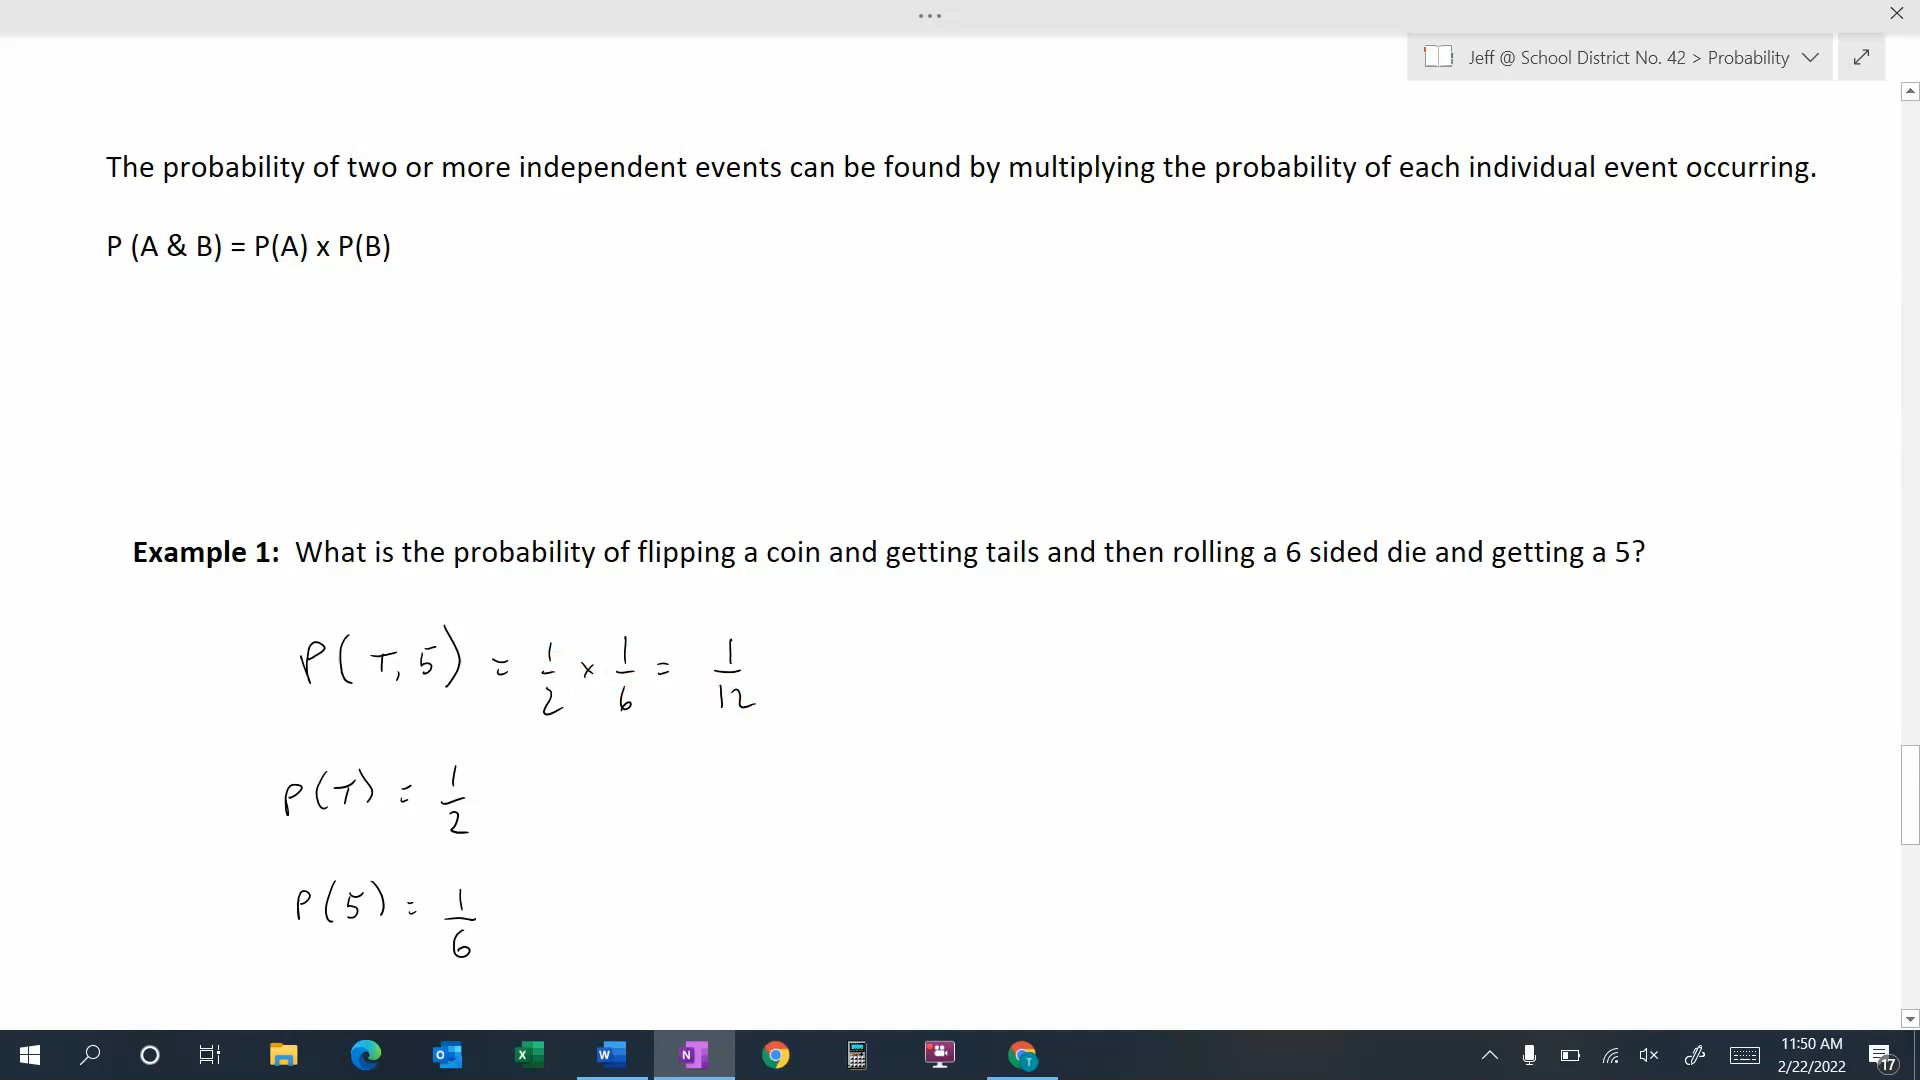 Jeff @ School District No. 42 > Probability
The probability of two or more independent events can be found by multiplying the probability of each individual event occurring.
P (A & B) = P(A) x P(B)
Example 1: What is the probability of flipping a coin and getting tails and then rolling a 6 sided die and getting a 5?
P(T, 5) = 1/2 × 1/6 = 1/12
P(T) = 1/2
P(5) = 1/6
11:50 AM
2/22/2022
17